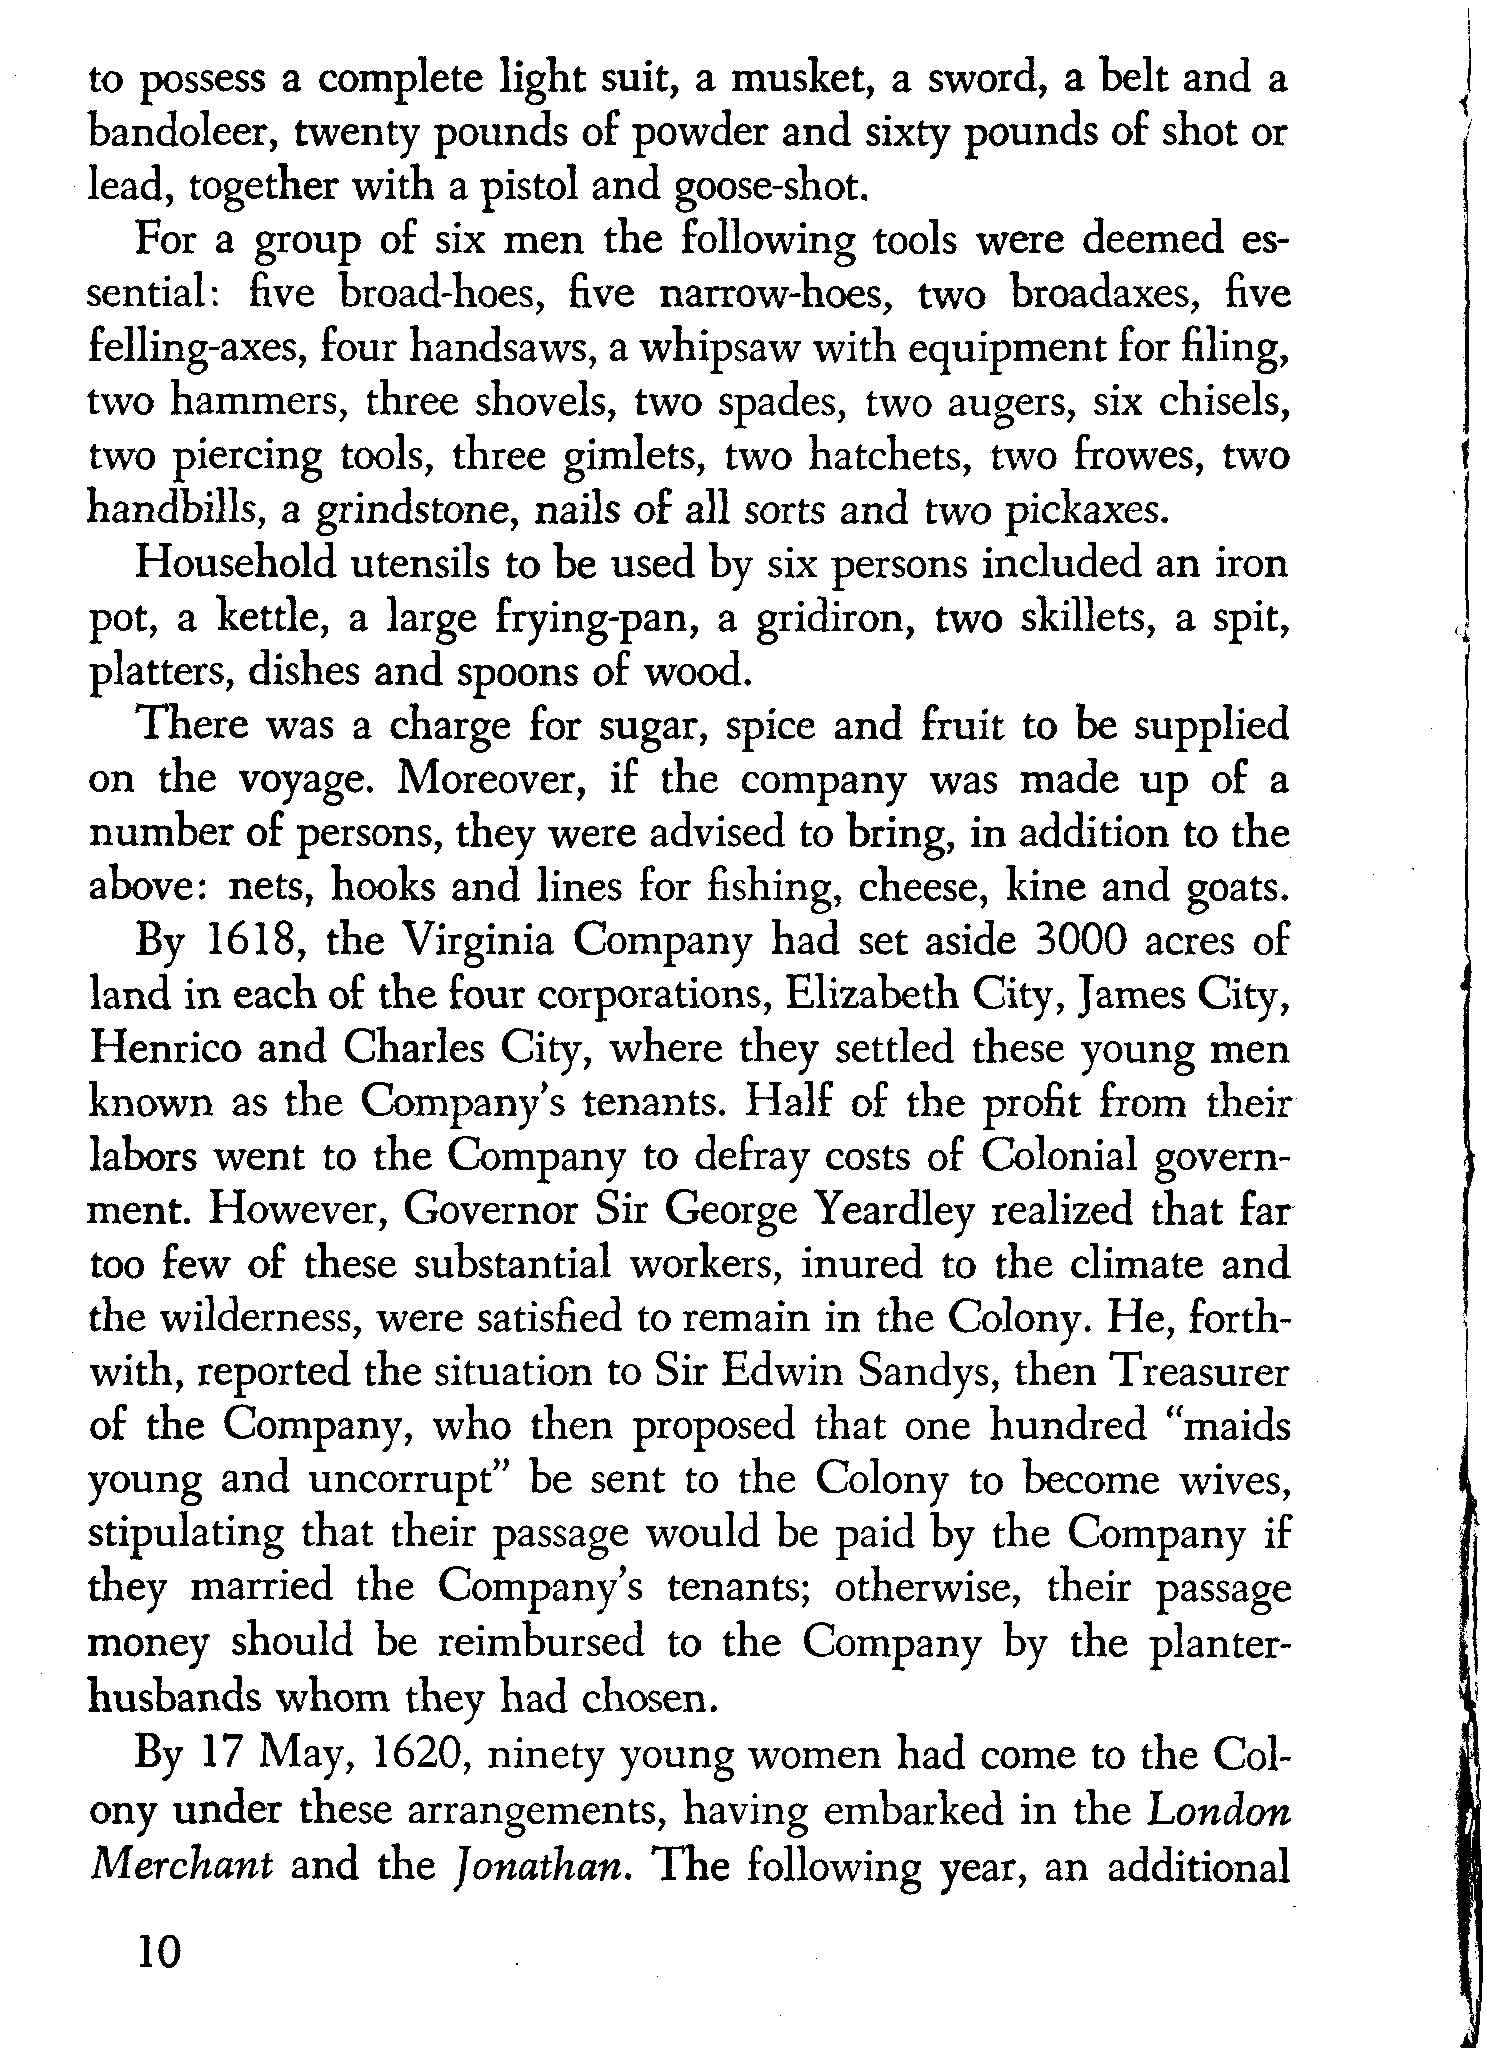 to possess a complete light suit, a musket, a sword, a belt and a
bandoleer, twenty pounds of powder and sixty pounds of shot or
lead, together with a pistol and goose-shot.
For a group of six men the following tools were deemed es-
sential: five broad-hoes, five narrow-hoes, two broadaxes, five
felling-axes, four handsaws, a whipsaw with equipment for filing,
two hammers, three shovels, two spades, two augers, six chisels,
two piercing tools, three gimlets, two hatchets, two frowes, two
handbills, a grindstone, nails of all sorts and two pickaxes.
Household utensils to be used by six persons included an iron
pot, a kettle, a large frying-pan, a gridiron, two skillets, a spit,
platters, dishes and spoons of wood.
There was a charge for sugar, spice and fruit to be supplied
on the voyage. Moreover, if the company was made up of a
number of persons, they were advised to bring, in addition to the
above: nets, hooks and lines for fishing, cheese, kine and goats.
By 1618, the Virginia Company had set aside 3000 acres of
land in each of the four corporations, Elizabeth City, James City,
Henrico and Charles City, where they settled these young men
known as the Company's tenants. Half of the profit from their
labors went to the Company to defray costs of Colonial govern-
ment. However, Governor Sir George Yeardley realized that far
too few of these substantial workers, inured to the climate and
the wilderness, were satisfied to remain in the Colony. He, forth-
with, reported the situation to Sir Edwin Sandys, then Treasurer
of the Company, who then proposed that one hundred "maids
young and uncorrupt" be sent to the Colony to become wives,
stipulating that their passage would be paid by the Company if
they married the Company's tenants; otherwise, their passage
money should be reimbursed to the Company by the planter-
husbands whom they had chosen.
By 17 May, 1620, ninety young women had come to the Col-
ony under these arrangements, having embarked in the London
Merchant and the Jonathan. The following year, an additional
10